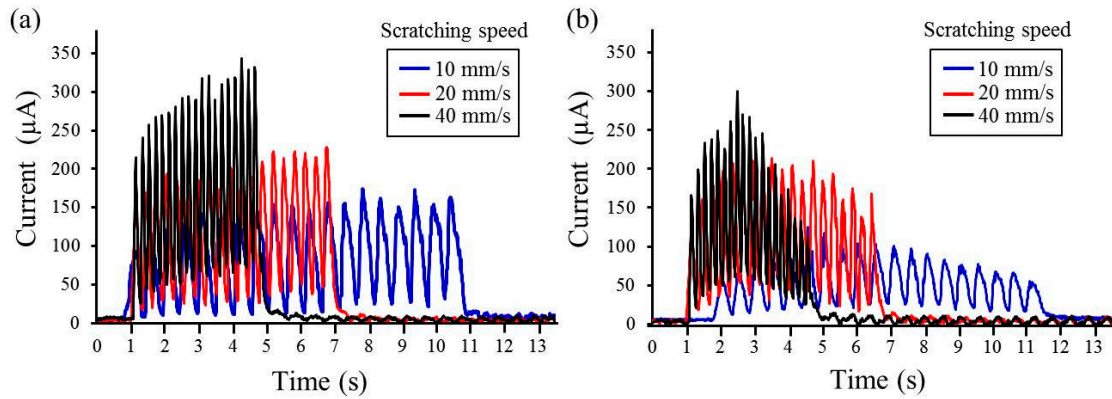 (a)
Scratching speed
10 mm/s
20 mm/s
40 mm/s
Current (μA)
350
300
250
200
150
100
50
0
0 1 2 3 4 5 6 7 8 9 10 11 12 13
Time (s)
(b)
Scratching speed
10 mm/s
20 mm/s
40 mm/s
Current (μA)
350
300
250
200
150
100
50
0
0 1 2 3 4 5 6 7 8 9 10 11 12 13
Time (s)